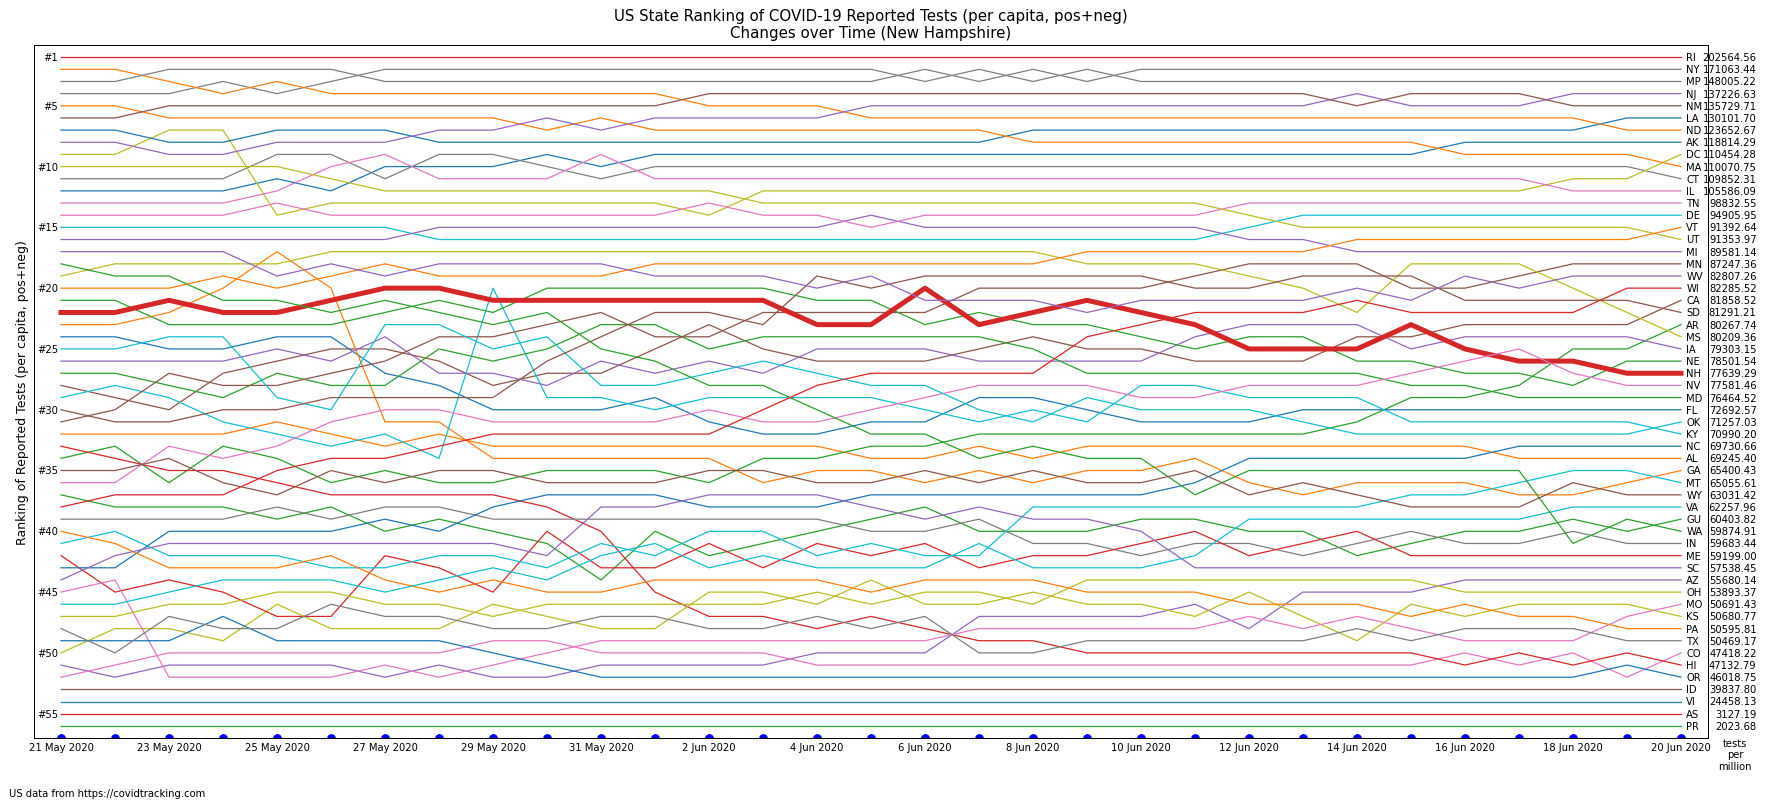 US State Ranking of COVID-19 Reported Tests (per capita, pos+neg)
Changes over Time (New Hampshire)
Ranking of Reported Tests (per capita, pos+neg)
#1
#5
#10
#15
#20
#25
#30
#35
#40
#45
#50
#55
RI 202564.56
NY 171063.44
MP 148005.22
NJ 137226.63
NM 135729.71
LA 130101.70
ND 123652.67
AK 118814.29
DC 110454.28
MA 110070.75
CT 109852.31
IL 105586.09
TN 98832.55
DE 94905.95
VT 91392.64
UT 91353.97
MI 89581.14
MN 87247.36
WV 82807.26
WI 82285.52
CA 81858.52
SD 81291.21
AR 80267.74
MS 80209.36
IA 79303.15
NE 78501.54
NH 77639.29
NV 77581.46
MD 76464.52
FL 72692.57
OK 71257.03
KY 70990.20
NC 69730.66
AL 69245.40
GA 65400.43
MT 65055.61
WY 63031.42
VA 62257.96
GU 60403.82
WA 59874.91
IN 59683.44
ME 59199.00
SC 57538.45
AZ 55680.14
OH 53893.37
MO 50691.43
KS 50680.77
PA 50595.81
TX 50469.17
CO 47418.22
HI 47132.79
OR 46018.75
ID 39837.80
VI 24458.13
AS 3127.19
PR 2023.68
21 May 2020 23 May 2020 25 May 2020 27 May 2020 29 May 2020 31 May 2020 2 Jun 2020 4 Jun 2020 6 Jun 2020 8 Jun 2020 10 Jun 2020 12 Jun 2020 14 Jun 2020 16 Jun 2020 18 Jun 2020 20 Jun 2020
tests
per
million
US data from https://covidtracking.com